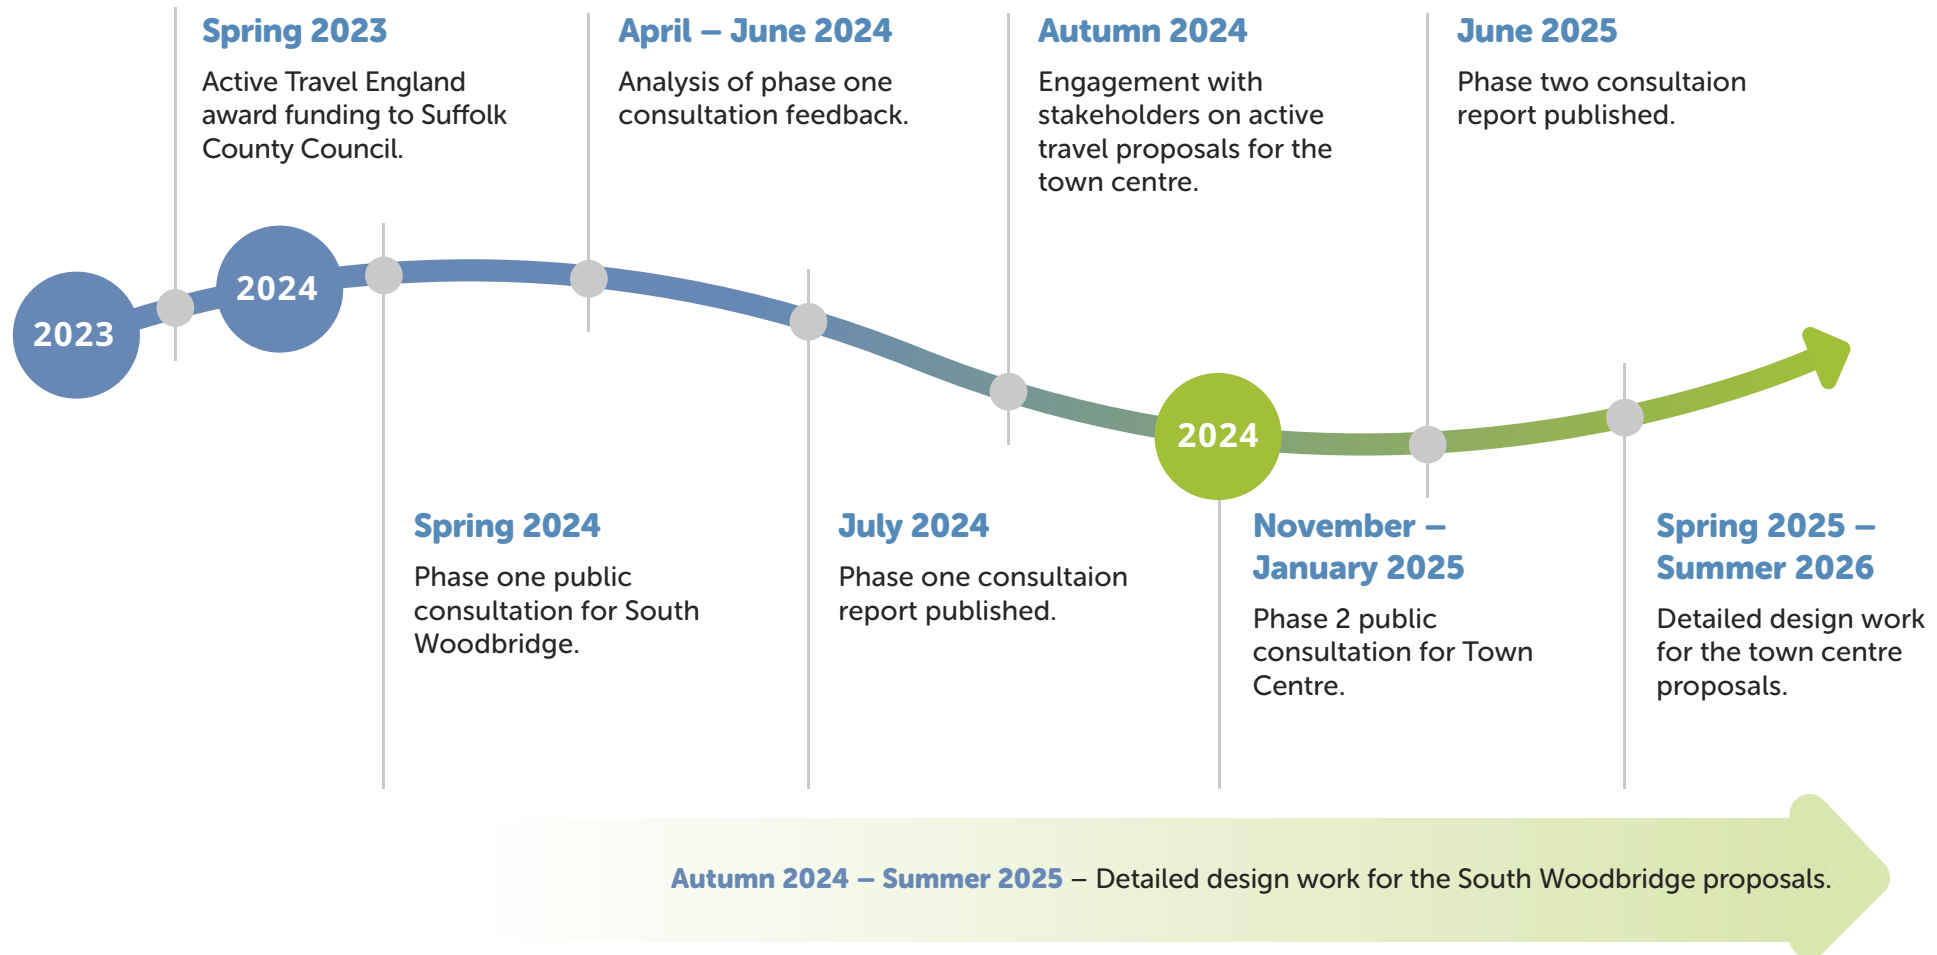 Spring 2023
Active Travel England
award funding to Suffolk
County Council.
April – June 2024
Analysis of phase one
consultation feedback.
Autumn 2024
Engagement with
stakeholders on active
travel proposals for the
town centre.
June 2025
Phase two consultaion
report published.
2023
2024
2024
Spring 2024
Phase one public
consultation for South
Woodbridge.
July 2024
Phase one consultaion
report published.
November –
January 2025
Phase 2 public
consultation for Town
Centre.
Spring 2025 –
Summer 2026
Detailed design work
for the town centre
proposals.
Autumn 2024 – Summer 2025 – Detailed design work for the South Woodbridge proposals.